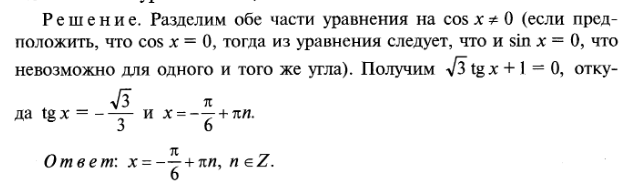 Решение. Разделим обе части уравнения на cos x ≠ 0 (если пред-
положить, что cos x = 0, тогда из уравнения следует, что и sin x = 0, что
невозможно для одного и того же угла). Получим √3 tg x + 1 = 0, отку-
да tg x = −√3/3 и x = −π/6 + πn.
Ответ: x = −π/6 + πn, n ∈ Z.